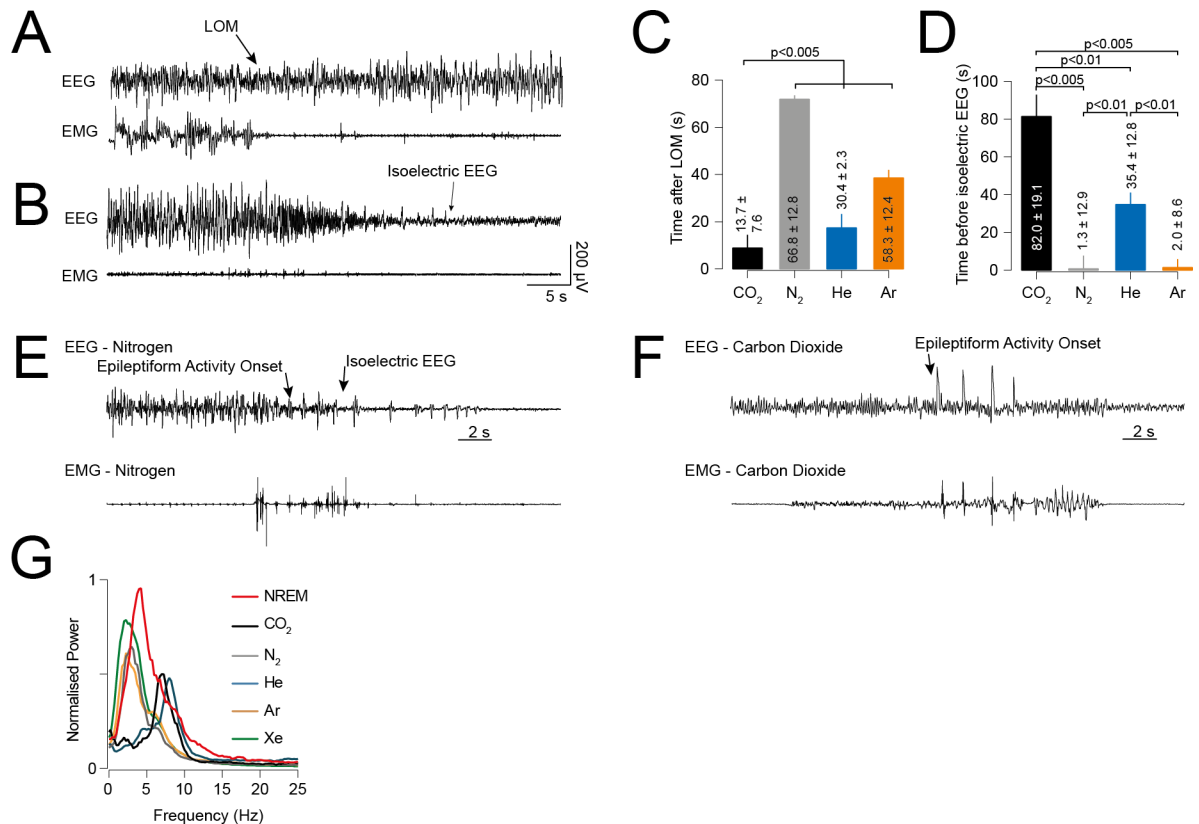 A
LOM
EEG
EMG
B
Isoelectric EEG
EEG
EMG
200 µV
5 s
C
p<0.005
Time after LOM (s)
80
60
40
20
0
13.7 ±
7.6
66.8 ± 12.8
30.4 ± 2.3
58.3 ± 12.4
CO2
N2
He
Ar
D
p<0.005
p<0.01
p<0.005
p<0.01
p<0.01
Time before isoelectric EEG (s)
100
80
60
40
20
0
82.0 ± 19.1
1.3 ± 12.9
35.4 ± 12.8
2.0 ± 8.6
CO2
N2
He
Ar
E
EEG - Nitrogen
Epileptiform Activity Onset
Isoelectric EEG
2 s
EMG - Nitrogen
F
EEG - Carbon Dioxide
Epileptiform Activity Onset
2 s
EMG - Carbon Dioxide
G
1
Normalised Power
0
NREM
CO2
N2
He
Ar
Xe
0 5 10 15 20 25
Frequency (Hz)